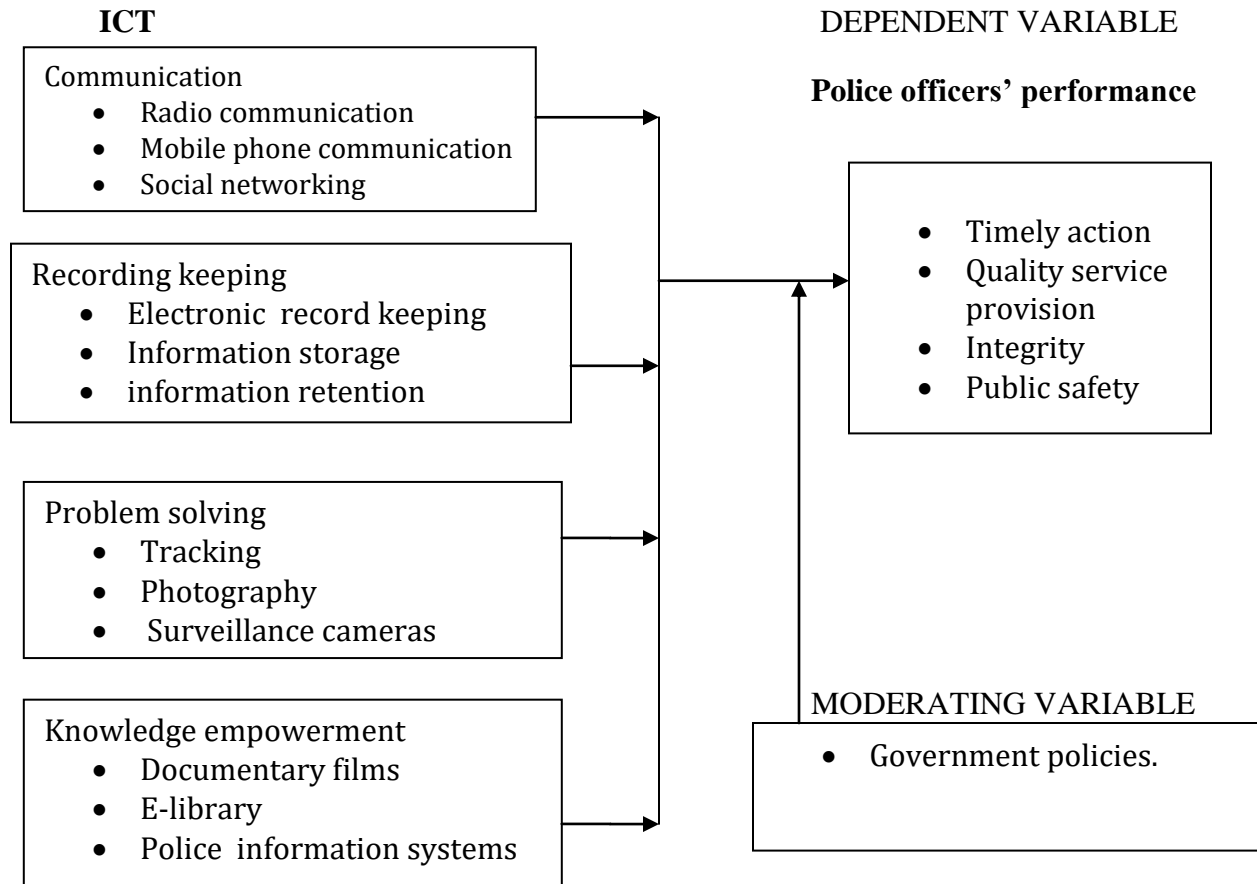 ICT
Communication
• Radio communication
• Mobile phone communication
• Social networking
Recording keeping
• Electronic record keeping
• Information storage
• information retention
Problem solving
• Tracking
• Photography
• Surveillance cameras
Knowledge empowerment
• Documentary films
• E-library
• Police information systems
DEPENDENT VARIABLE
Police officers’ performance
• Timely action
• Quality service
provision
• Integrity
• Public safety
MODERATING VARIABLE
• Government policies.